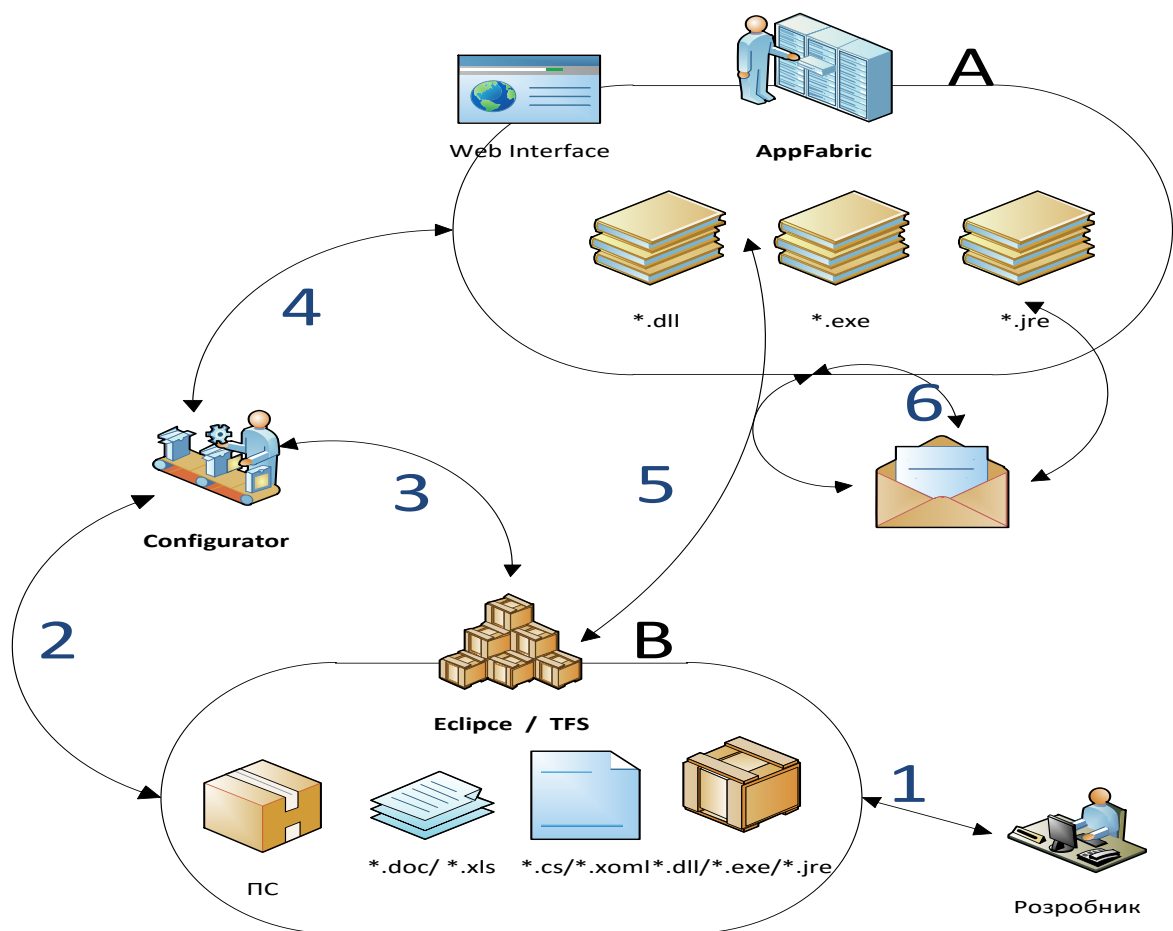 A
Web Interface
AppFabric
*.dll
*.exe
*.jre
4
6
3
5
Configurator
2
B
Eclipce / TFS
1
*.doc/ *.xls
*.cs/*.xoml
*.dll/*.exe/*.jre
ПС
Розробник